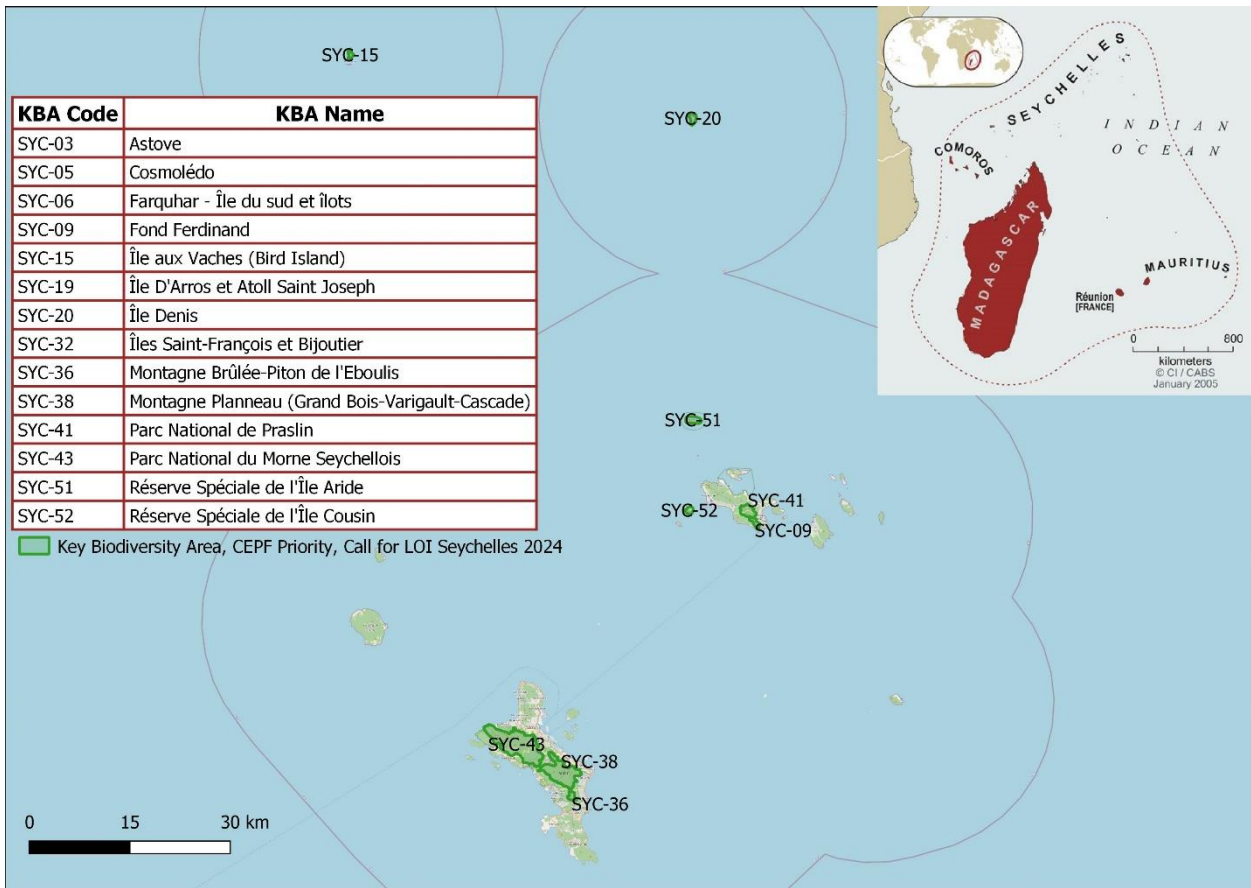 SYC-15
SYC-20
KBA Code KBA Name
SYC-03 Astove
SYC-05 Cosmolédo
SYC-06 Farquhar - Île du sud et îlots
SYC-09 Fond Ferdinand
SYC-15 Île aux Vaches (Bird Island)
SYC-19 Île D'Arros et Atoll Saint Joseph
SYC-20 Île Denis
SYC-32 Îles Saint-François et Bijoutier
SYC-36 Montagne Brûlée-Piton de l'Eboulis
SYC-38 Montagne Planneau (Grand Bois-Varigault-Cascade)
SYC-41 Parc National de Praslin
SYC-43 Parc National du Morne Seychellois
SYC-51 Réserve Spéciale de l'Île Aride
SYC-52 Réserve Spéciale de l'Île Cousin
Key Biodiversity Area, CEPF Priority, Call for LOI Seychelles 2024
SEYCHELLES
INDIAN
OCEAN
COMOROS
MADAGASCAR
MAURITIUS
Réunion
[FRANCE]
0 800
kilometers
© CI / CABS
January 2005
SYC-51
SYC-41
SYC-52
SYC-09
SYC-43
SYC-38
SYC-36
0 15 30 km